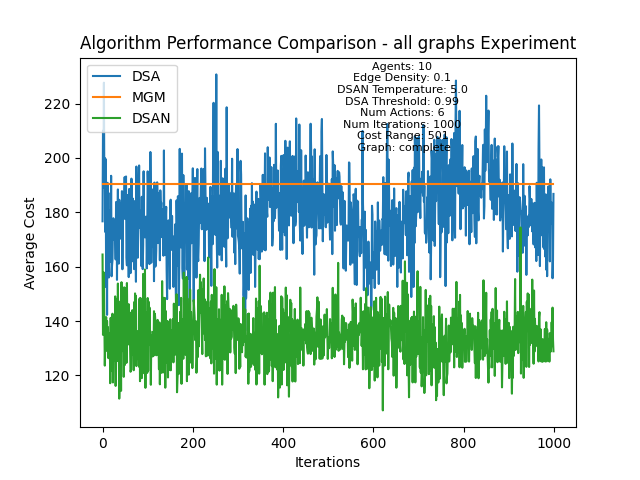 Algorithm Performance Comparison - all graphs Experiment
DSA
MGM
DSAN
Agents: 10
Edge Density: 0.1
DSAN Temperature: 5.0
DSA Threshold: 0.99
Num Actions: 6
Num Iterations: 1000
Cost Range: 501
Graph: complete
Average Cost
220
200
180
160
140
120
0
200
400
600
800
1000
Iterations